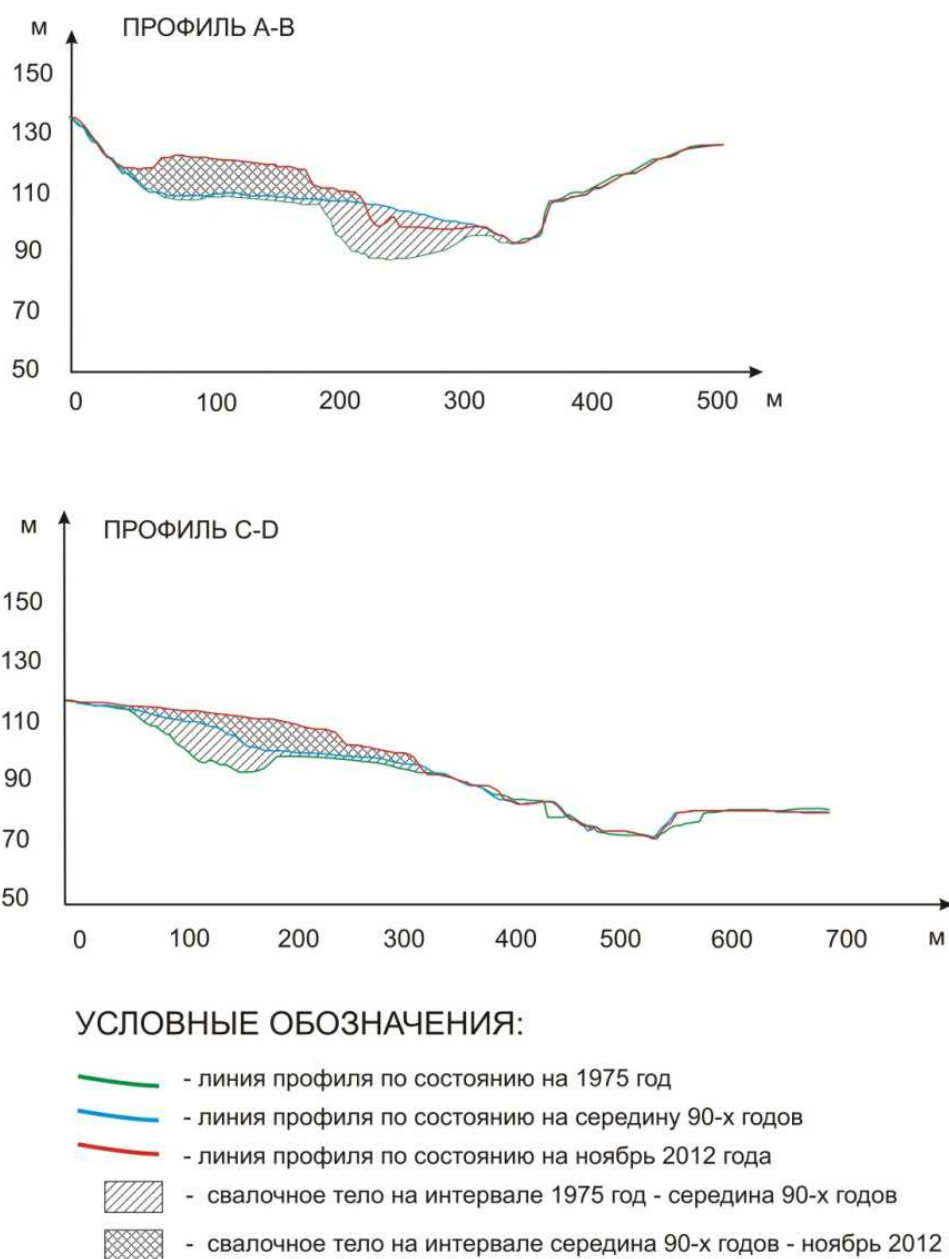 м
ПРОФИЛЬ А-В
150
130
110
90
70
50
0 100 200 300 400 500 м
м
ПРОФИЛЬ С-D
150
130
110
90
70
50
0 100 200 300 400 500 600 700 м
УСЛОВНЫЕ ОБОЗНАЧЕНИЯ:
- линия профиля по состоянию на 1975 год
- линия профиля по состоянию на середину 90-х годов
- линия профиля по состоянию на ноябрь 2012 года
- свалочное тело на интервале 1975 год - середина 90-х годов
- свалочное тело на интервале середина 90-х годов - ноябрь 2012